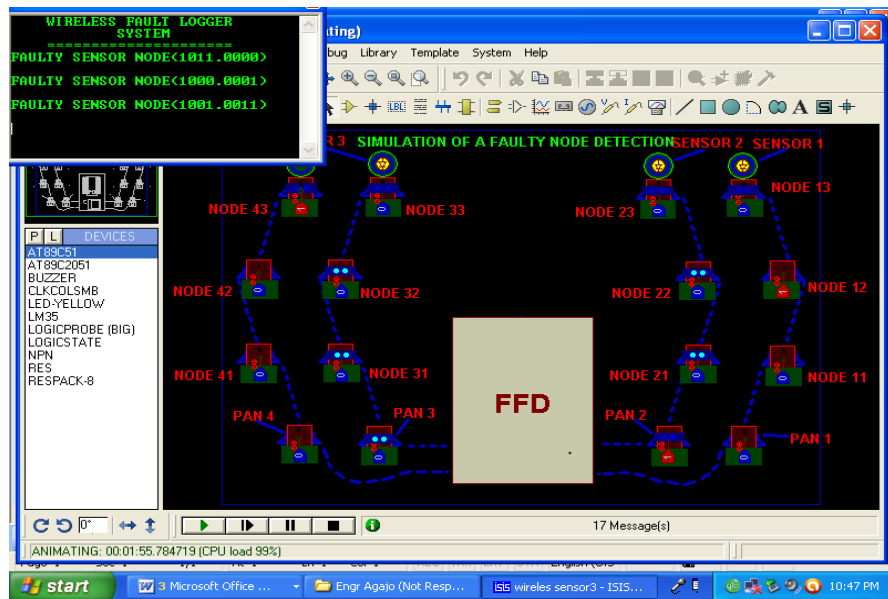 WIRELESS FAULT LOGGER
SYSTEM
=====================
FAULTY SENSOR NODE<1011.0000>
FAULTY SENSOR NODE<1000.0001>
FAULTY SENSOR NODE<1001.0011>
ating)
bug Library Template System Help
LBL
A S
R 3 SIMULATION OF A FAULTY NODE DETECTION SENSOR 2 SENSOR 1
NODE 13
NODE 43 NODE 33 NODE 23
P L DEVICES
AT89C51
AT89C2051
BUZZER
CLKCOLSMB
LED-YELLOW
LM35
LOGICPROBE (BIG)
LOGICSTATE
NPN
RES
RESPACK-8
NODE 42 NODE 32 NODE 22 NODE 12
NODE 41 NODE 31 NODE 21 NODE 11
FFD
PAN 4 PAN 3 PAN 2 PAN 1
0° 17 Message(s)
ANIMATING: 00:01:55.784719 (CPU load 99%)
start 3 Microsoft Office ... Engr Agajo (Not Resp... ISIS wireles sensor3 - ISIS... 10:47 PM